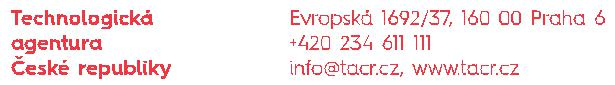 Technologická
agentura
České republiky
Evropská 1692/37, 160 00 Praha 6
+420 234 611 111
info@tacr.cz, www.tacr.cz